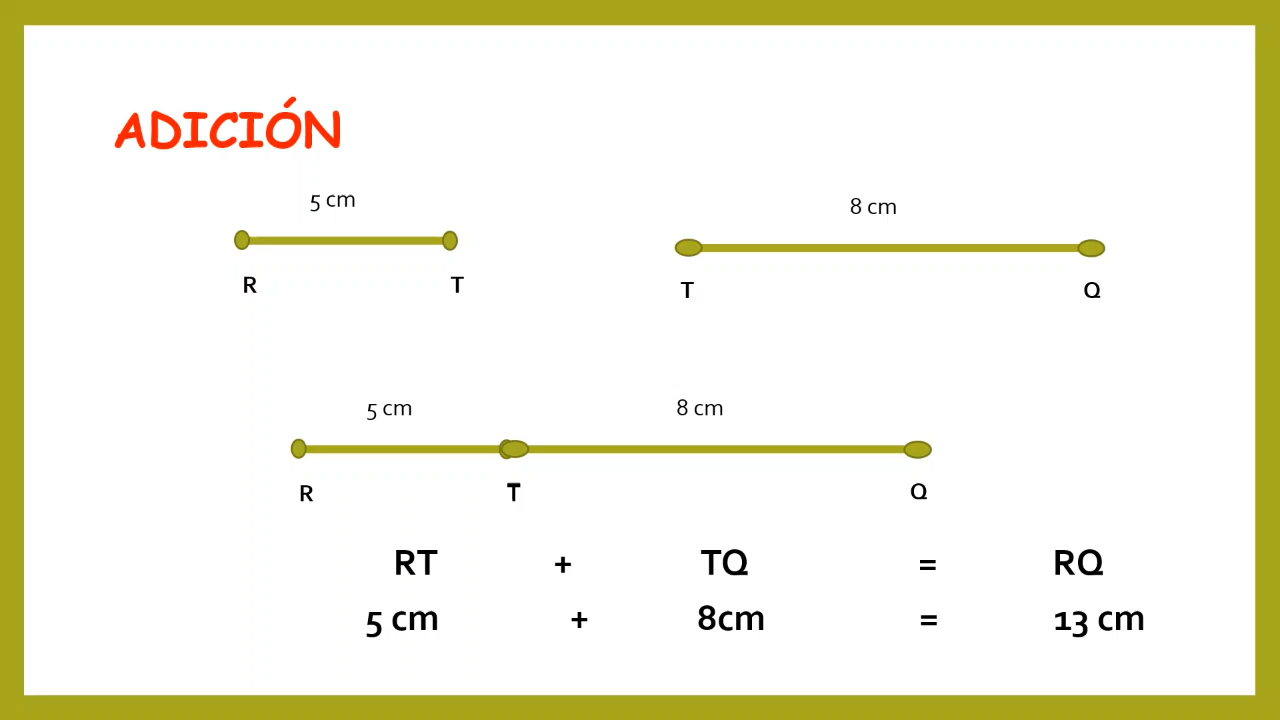 ADICIÓN
5 cm
8 cm
R T
T Q
5 cm 8 cm
R T Q
RT + TQ = RQ
5 cm + 8cm = 13 cm